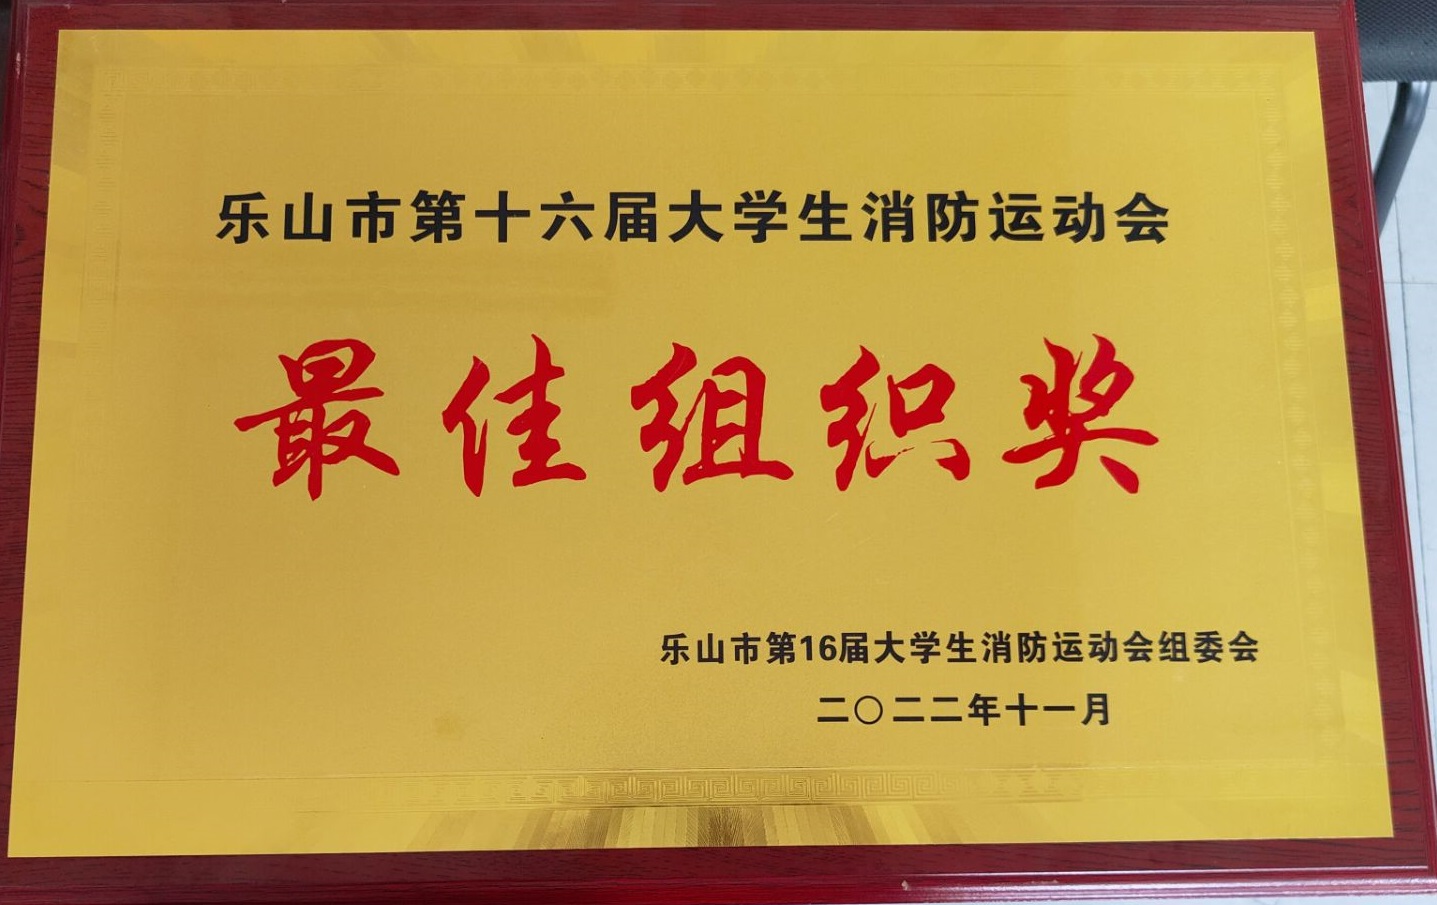 乐山市第十六届大学生消防运动会
最佳组织奖
乐山市第16届大学生消防运动会组委会
二〇二二年十一月